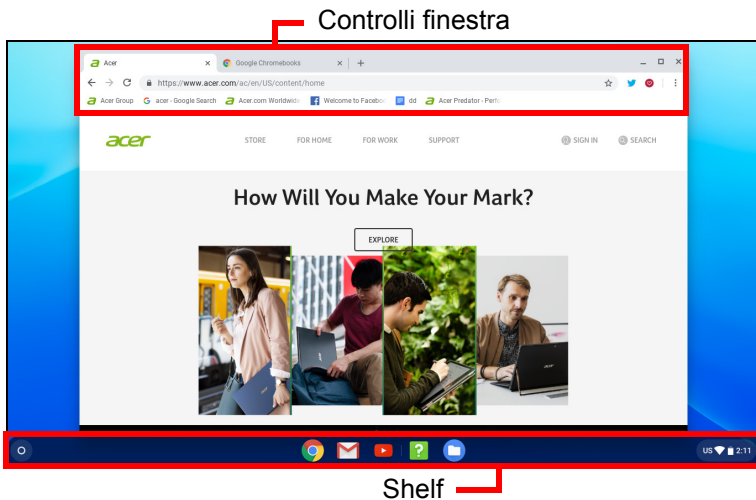 Controlli finestra
Acer
Google Chromebooks
https://www.acer.com/ac/en/US/content/home
Acer Group
acer - Google Search
Acer.com Worldwide
Welcome to Faceboo
dd
Acer Predator - Perfo
acer
STORE
FOR HOME
FOR WORK
SUPPORT
SIGN IN
SEARCH
How Will You Make Your Mark?
EXPLORE
US 2:11
Shelf